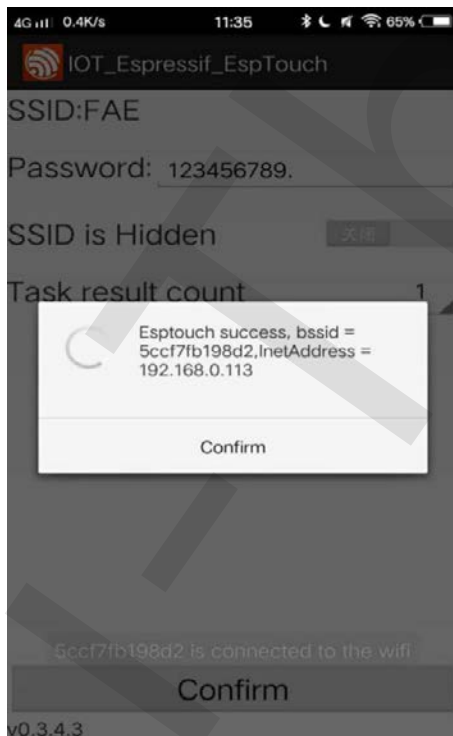 4G 0.4K/s 11:35 65%
IOT_Espressif_EspTouch
SSID:FAE
Password: 123456789.
SSID is Hidden 关闭
Task result count 1
Esptouch success, bssid =
5ccf7fb198d2,InetAddress =
192.168.0.113
Confirm
5ccf7fb198d2 is connected to the wifi
Confirm
v0.3.4.3